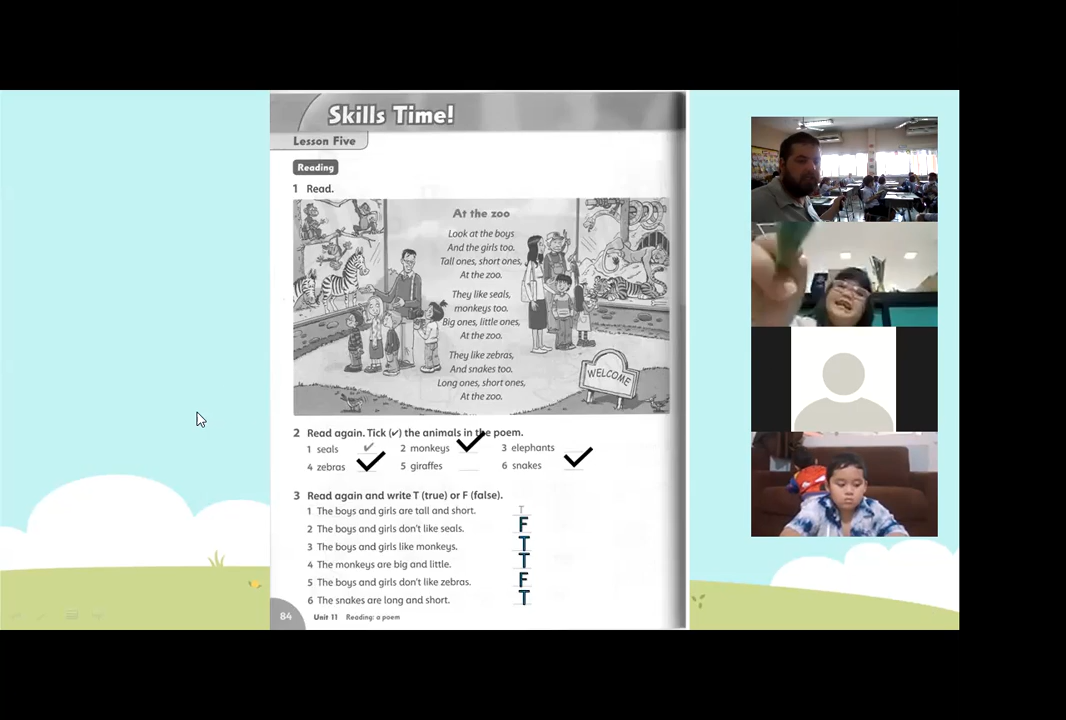 Skills Time!
Lesson Five
Reading
1 Read.
At the zoo
Look at the boys
And the girls too.
Tall ones, short ones,
At the zoo.
They like seals,
monkeys too.
Big ones, little ones,
At the zoo.
They like zebras,
And snakes too.
Long ones, short ones,
At the zoo.
WELCOME
2 Read again. Tick (✔) the animals in the poem.
1 seals ✔ 2 monkeys ✔ 3 elephants
4 zebras ✔ 5 giraffes 6 snakes ✔
3 Read again and write T (true) or F (false).
1 The boys and girls are tall and short. T
2 The boys and girls don't like seals. F
3 The boys and girls like monkeys. T
4 The monkeys are big and little. T
5 The boys and girls don't like zebras. F
6 The snakes are long and short. T
84 Unit 11 Reading: a poem